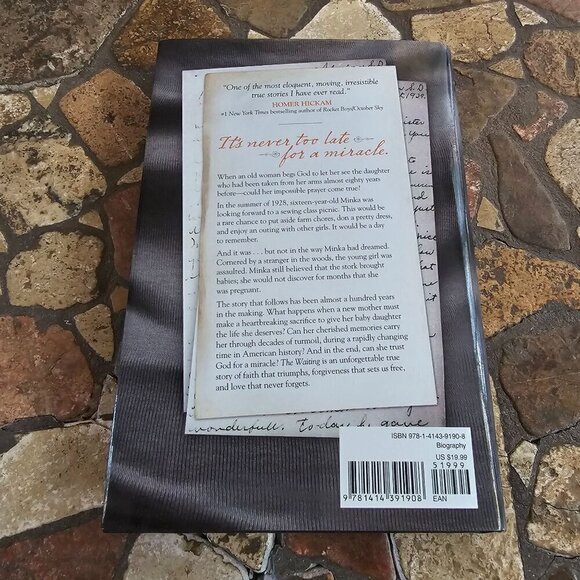 "One of the most eloquent, moving, irresistible
true stories I have ever read."
HOMER HICKAM
#1 New York Times bestselling author of Rocket Boys/October Sky
It's never too late
for a miracle.
When an old woman begs God to let her see the daughter
who had been taken from her arms almost eighty years
before—could her impossible prayer come true?
In the summer of 1928, sixteen-year-old Minka was
looking forward to a sewing class picnic. This would be
a rare chance to put aside farm chores, don a pretty dress,
and enjoy an outing with other girls. It would be a day
to remember.
And it was . . . but not in the way Minka had dreamed.
Cornered by a stranger in the woods, the young girl was
assaulted. Minka still believed that the stork brought
babies; she would not discover for months that she
was pregnant.
The story that follows has been almost a hundred years
in the making. What happens when a new mother must
make a heartbreaking sacrifice to give her baby daughter
the life she deserves? Can her cherished memories carry
her through decades of turmoil, during a rapidly changing
time in American history? And in the end, can she trust
God for a miracle? The Waiting is an unforgettable true
story of faith that triumphs, forgiveness that sets us free,
and love that never forgets.
wonderfull. to-day I gave
ISBN 978-1-4143-9190-8
Biography
US $19.99
51999
9 781414 391908
EAN